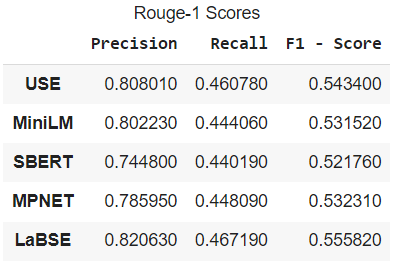 Rouge-1 Scores
Precision Recall F1 - Score
USE 0.808010 0.460780 0.543400
MiniLM 0.802230 0.444060 0.531520
SBERT 0.744800 0.440190 0.521760
MPNET 0.785950 0.448090 0.532310
LaBSE 0.820630 0.467190 0.555820